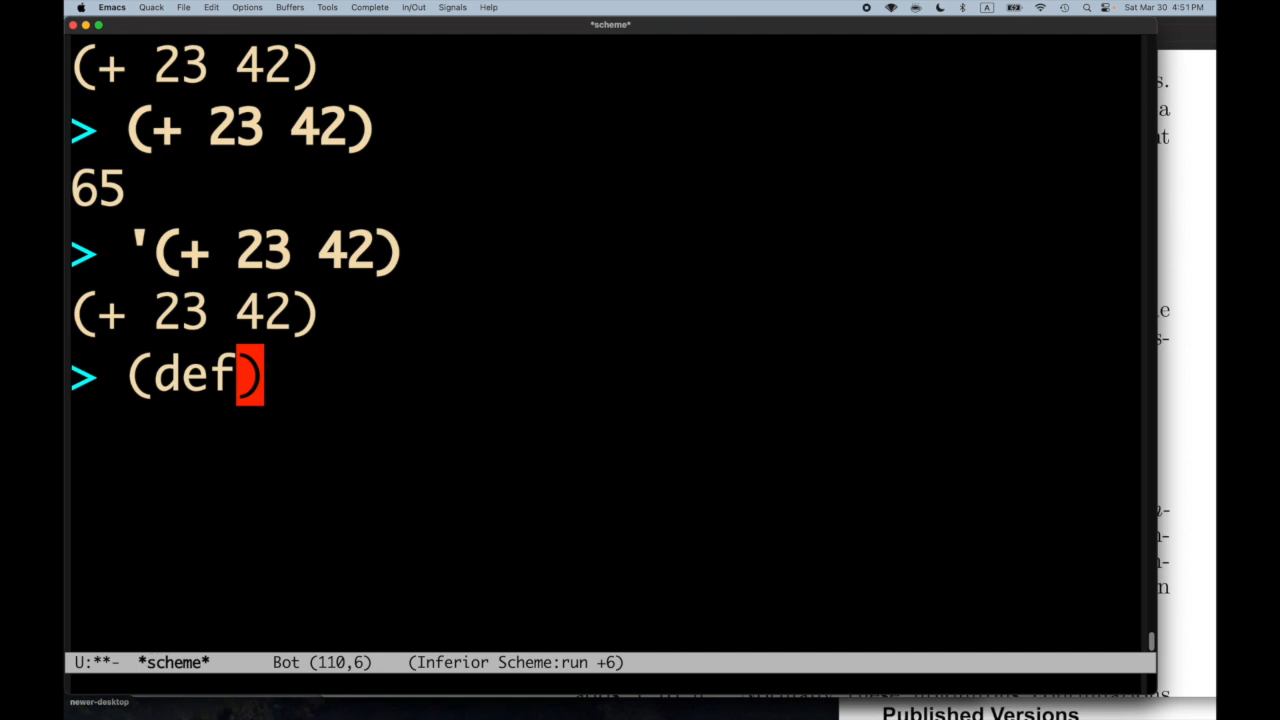 Emacs Quack File Edit Options Buffers Tools Complete In/Out Signals Help A Sat Mar 30 4:51 PM
*scheme*
(+ 23 42)
> (+ 23 42)
65
> '(+ 23 42)
(+ 23 42)
> (def)
s.
a
at
e
s-
n-
n-
n-
m
U:**- *scheme* Bot (110,6) (Inferior Scheme:run +6)
newer-desktop
Published Versions